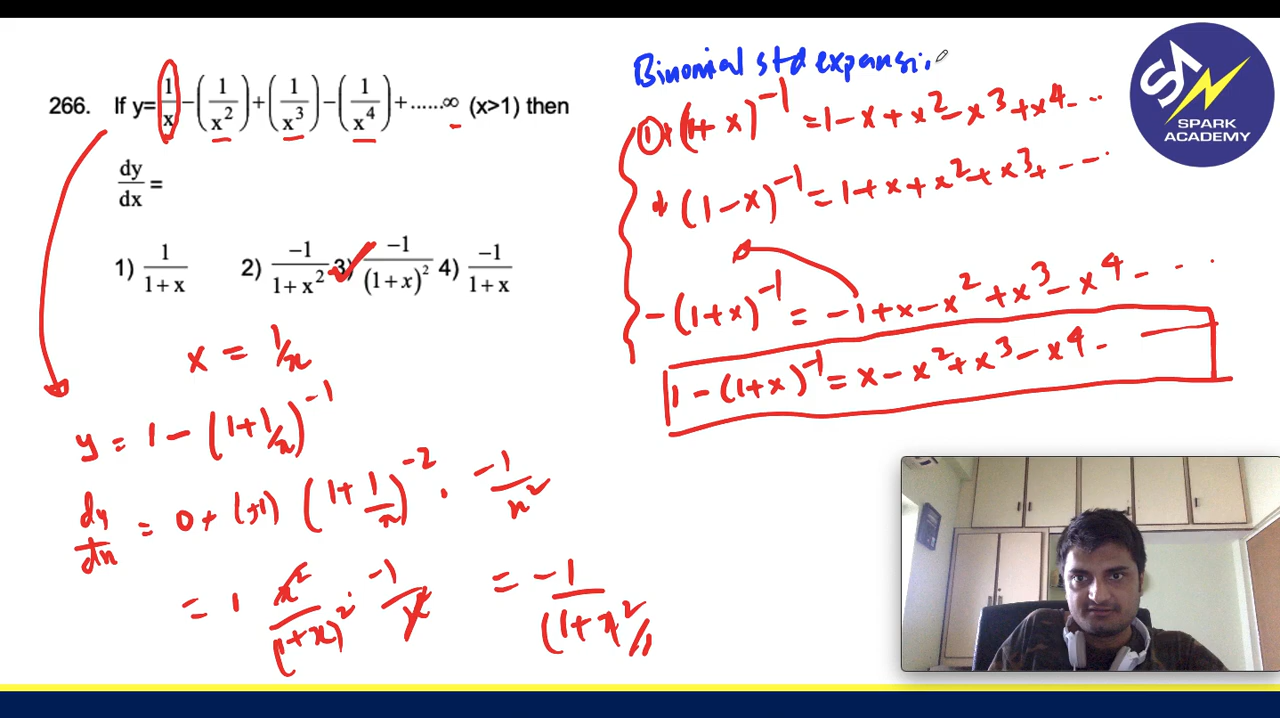 266. If y= 1/x − (1/x²) + (1/x³) − (1/x⁴) + ......∞ (x>1) then
dy/dx =
1) 1/(1+x) 2) −1/(1+x²) 3) −1/(1+x)² 4) −1/(1+x)
x = 1/x
y = 1 − (1+1/x)⁻¹
dy/dx = 0 + (+1) (1+1/x)⁻² · −1/x²
= 1 x²/(1+x)² · −1/x² = −1/(1+x)² //
Binomial std expansi
① * (1+x)⁻¹ = 1−x+x²−x³+x⁴- ..
* (1−x)⁻¹ = 1+x+x²+x³+ ---
−(1+x)⁻¹ = −1+x−x²+x³−x⁴- - - .
1−(1+x)⁻¹ = x−x²+x³−x⁴-
SPARK
ACADEMY